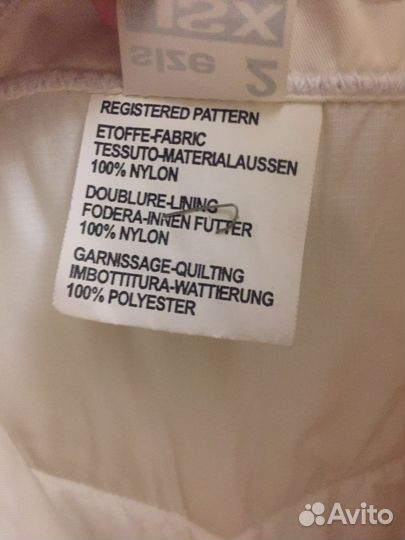 size 2
REGISTERED PATTERN
ETOFFE-FABRIC
TESSUTO-MATERIALAUSSEN
100% NYLON
DOUBLURE-LINING
FODERA-INNEN FUTTER
100% NYLON
GARNISSAGE-QUILTING
IMBOTTITURA-WATTIERUNG
100% POLYESTER
Avito